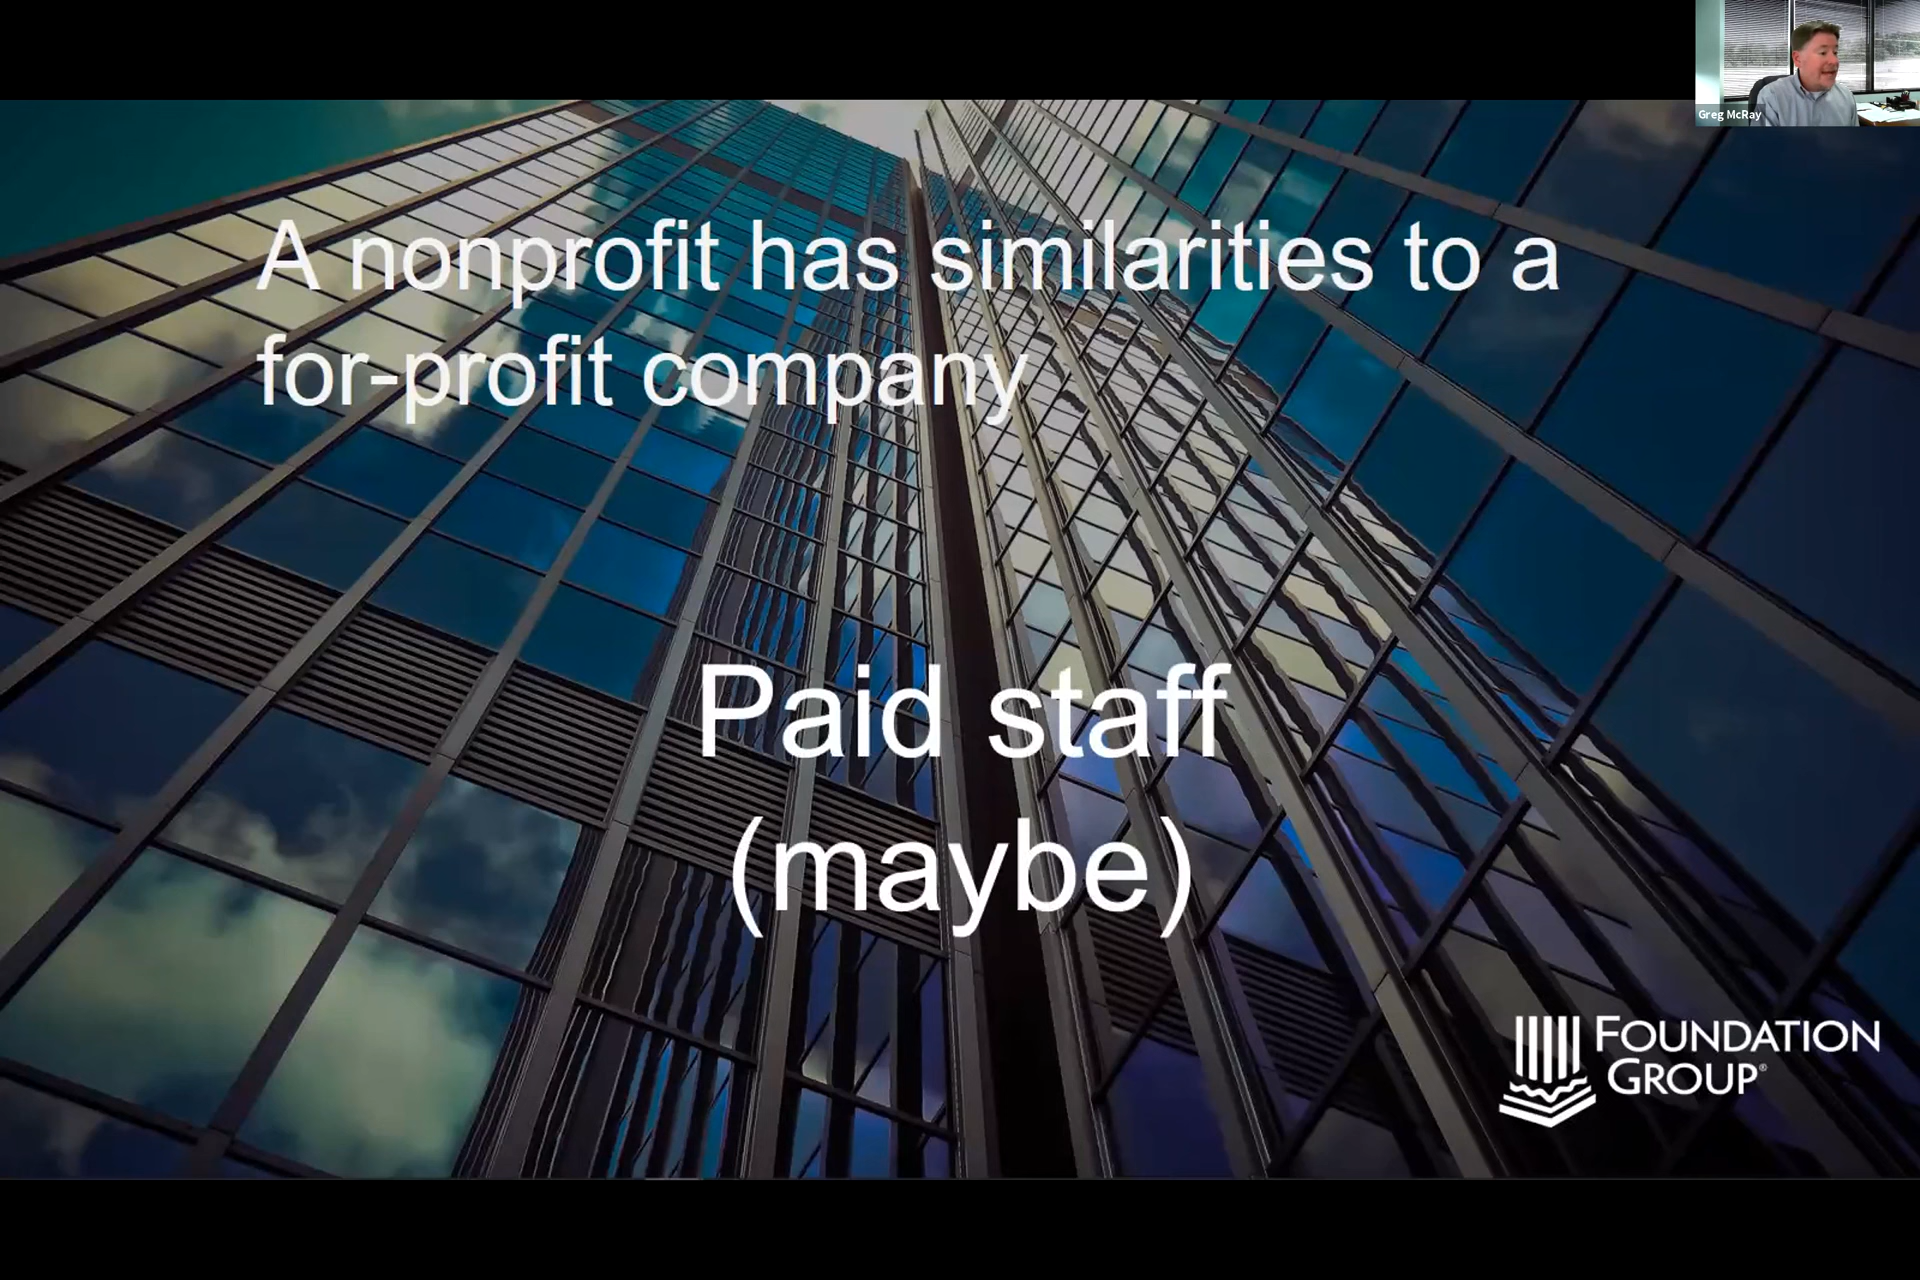 Greg McRay
A nonprofit has similarities to a
for-profit company
Paid staff
(maybe)
FOUNDATION
GROUP®